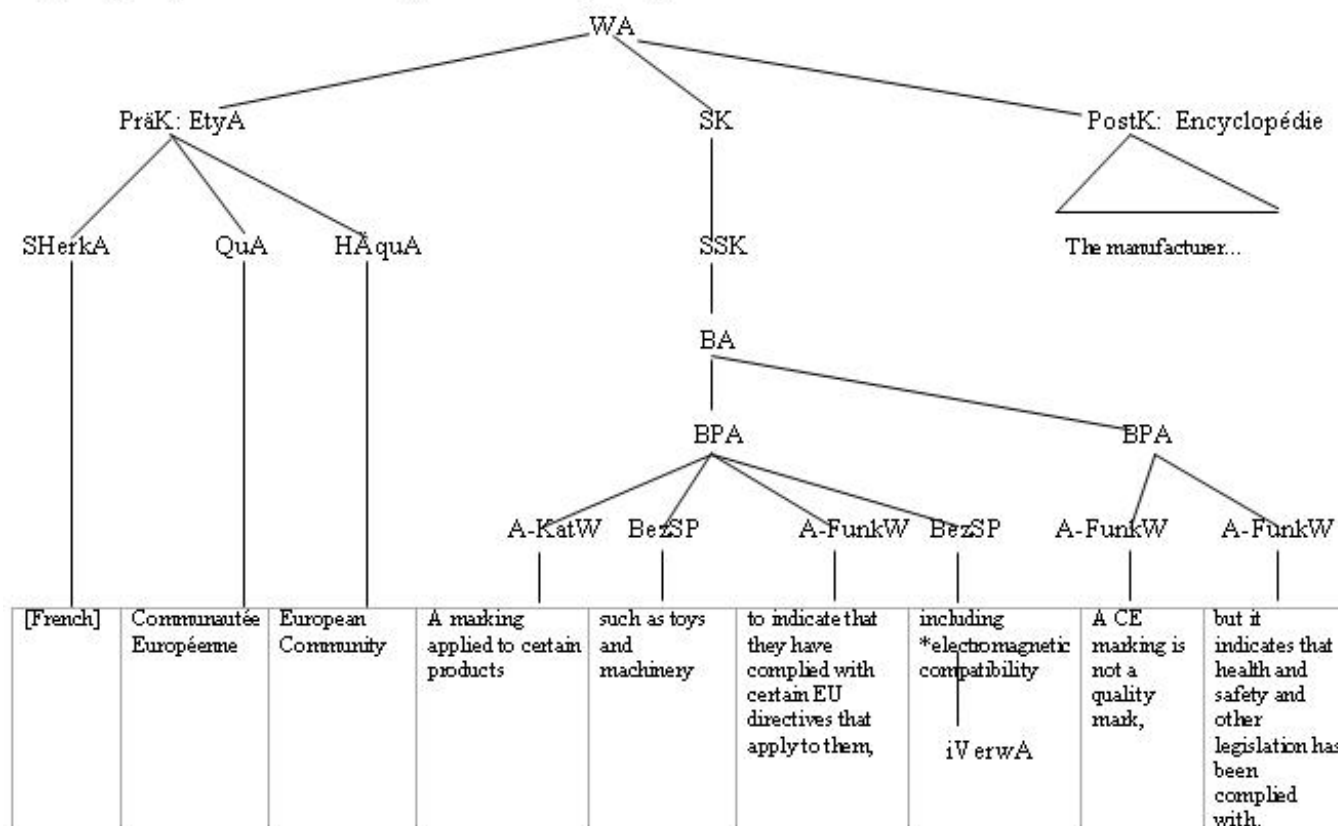 WA
PräK: EtyA
SK
PostK: Encyclopédie
SHerkA
QuA
HÄquA
SSK
The manufacturer...
BA
BPA
BPA
A-KatW
BezSP
A-FunkW
BezSP
A-FunkW
A-FunkW
[French]
Communautée
Européenne
European
Community
A marking
applied to certain
products
such as toys
and
machinery
to indicate that
they have
complied with
certain EU
directives that
apply to them,
including
*electromagnetic
compatibility
iVerwA
A CE
marking is
not a
quality
mark,
but it
indicates that
health and
safety and
other
legislation has
been
complied
with.